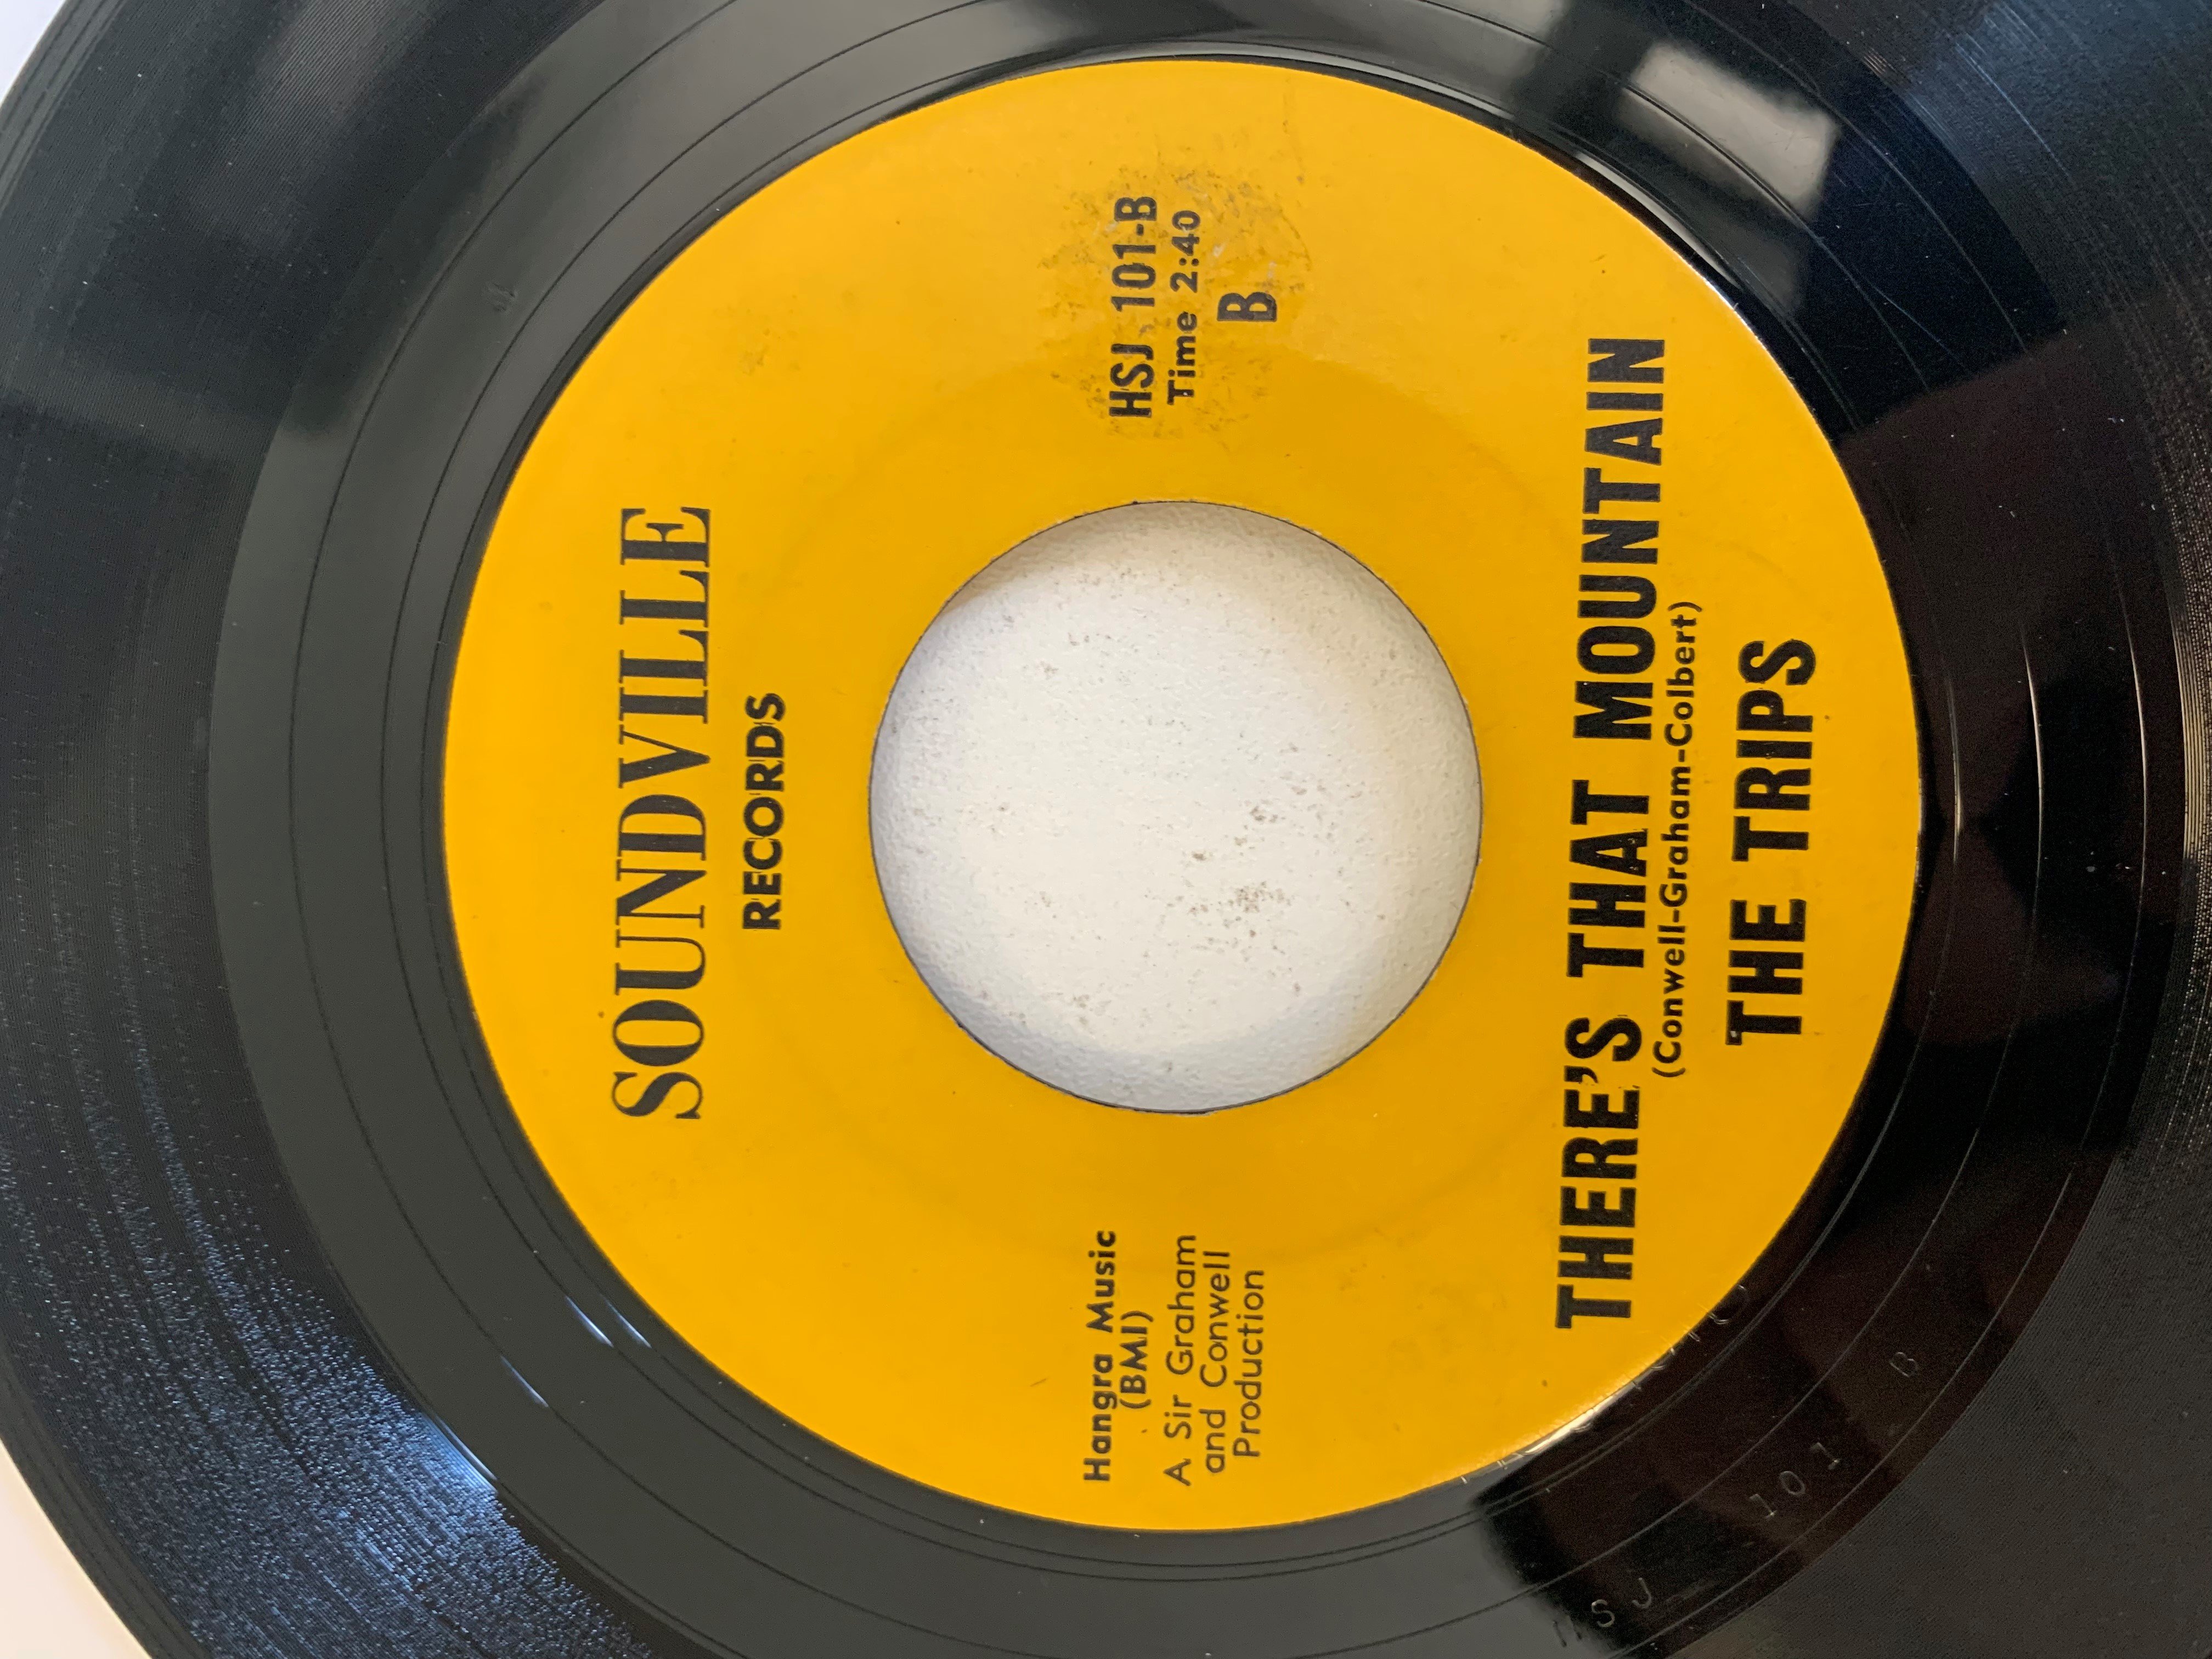 SOUNDVILLE
RECORDS
Hangra Music
(BMI)
A Sir Graham
and Conwell
Production
HSJ 101-B
Time 2:40
B
THERE'S THAT MOUNTAIN
(Conwell-Graham-Colbert)
THE TRIPS
HSJ 101 B